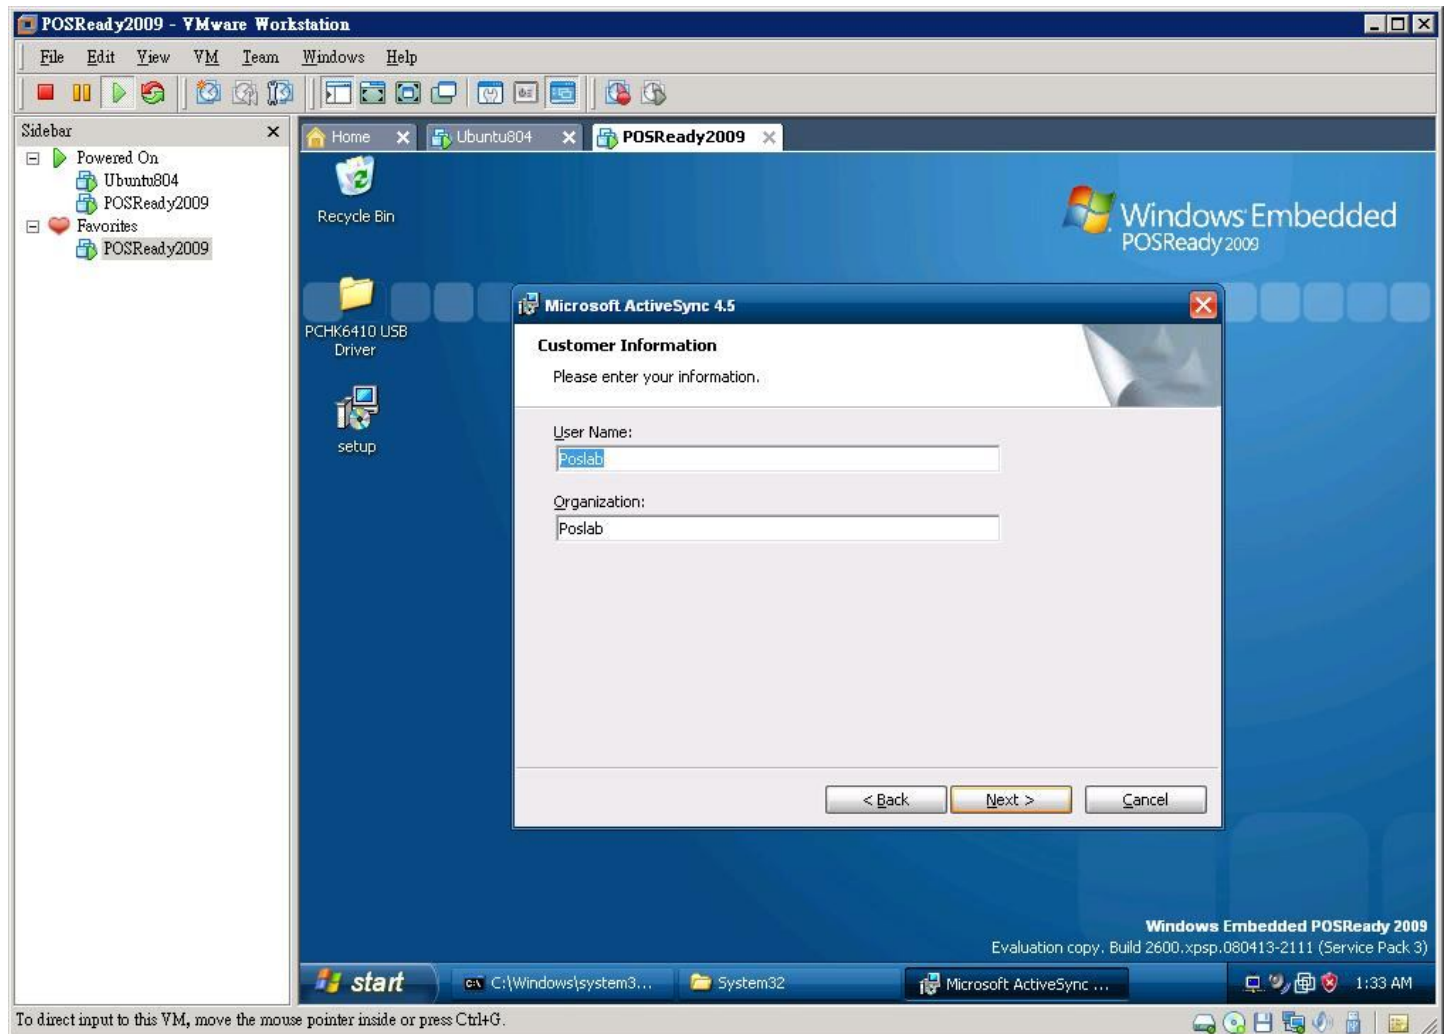 POSReady2009 - VMware Workstation
File Edit View VM Team Windows Help
Sidebar
Powered On
Ubuntu804
POSReady2009
Favorites
POSReady2009
Home
Ubuntu804
POSReady2009
Recycle Bin
PCHK6410 USB
Driver
setup
Windows Embedded
POSReady 2009
Microsoft ActiveSync 4.5
Customer Information
Please enter your information.
User Name:
Poslab
Organization:
Poslab
< Back Next > Cancel
Windows Embedded POSReady 2009
Evaluation copy. Build 2600.xpsp.080413-2111 (Service Pack 3)
start C:\Windows\system3... System32 Microsoft ActiveSync ... 1:33 AM
To direct input to this VM, move the mouse pointer inside or press Ctrl+G.